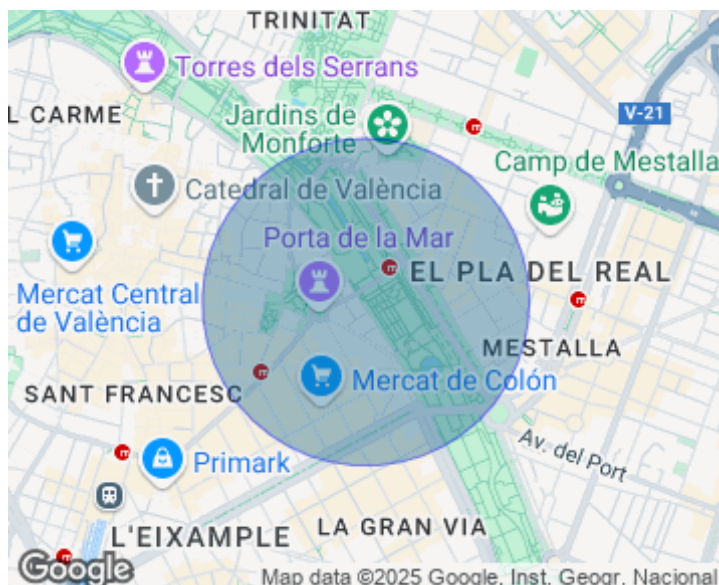 TRINITAT
Torres dels Serrans
L CARME
Jardins de
Monforte
V-21
Camp de Mestalla
Catedral de València
Porta de la Mar
EL PLA DEL REAL
Mercat Central
de València
MESTALLA
Mercat de Colón
SANT FRANCESC
Av. del Port
Primark
L'EIXAMPLE
LA GRAN VIA
Google
Map data ©2025 Google, Inst. Geogr. Nacional